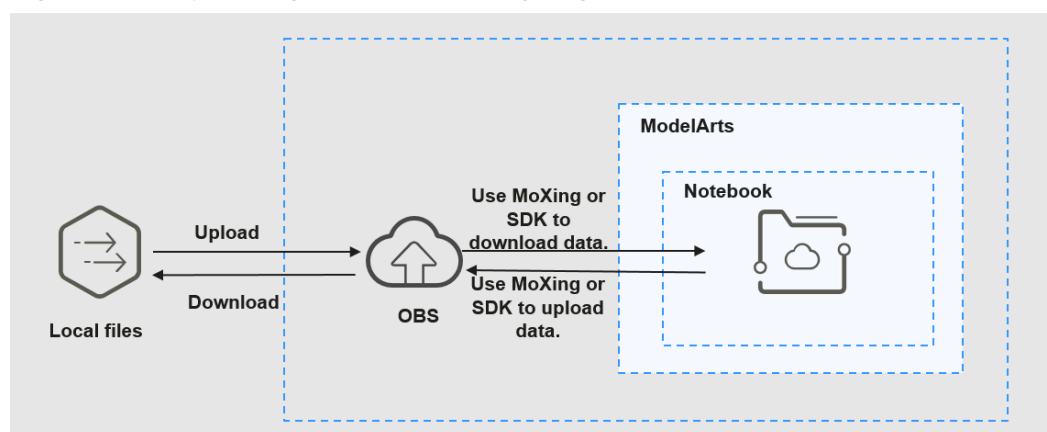 ModelArts
Notebook
Use MoXing or
SDK to
download data.
Upload
Use MoXing or
SDK to upload
data.
Download
OBS
Local files